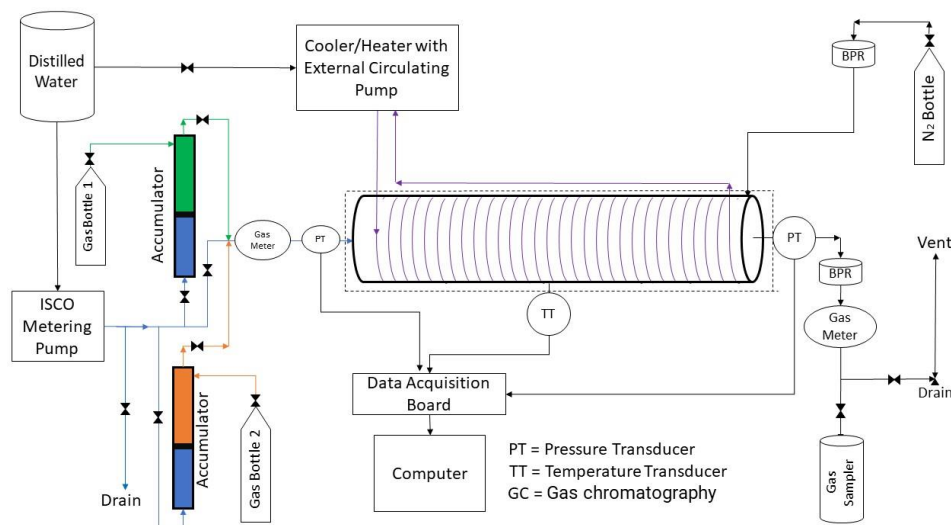 Distilled
Water
Cooler/Heater with
External Circulating
Pump
BPR
N₂ Bottle
Gas Bottle 1
Accumulator
Gas
Meter
PT
PT
BPR
Vent
ISCO
Metering
Pump
TT
Gas
Meter
Drain
Data Acquisition
Board
Accumulator
Gas Bottle 2
Drain
Computer
PT = Pressure Transducer
TT = Temperature Transducer
GC = Gas chromatography
Gas
Sampler